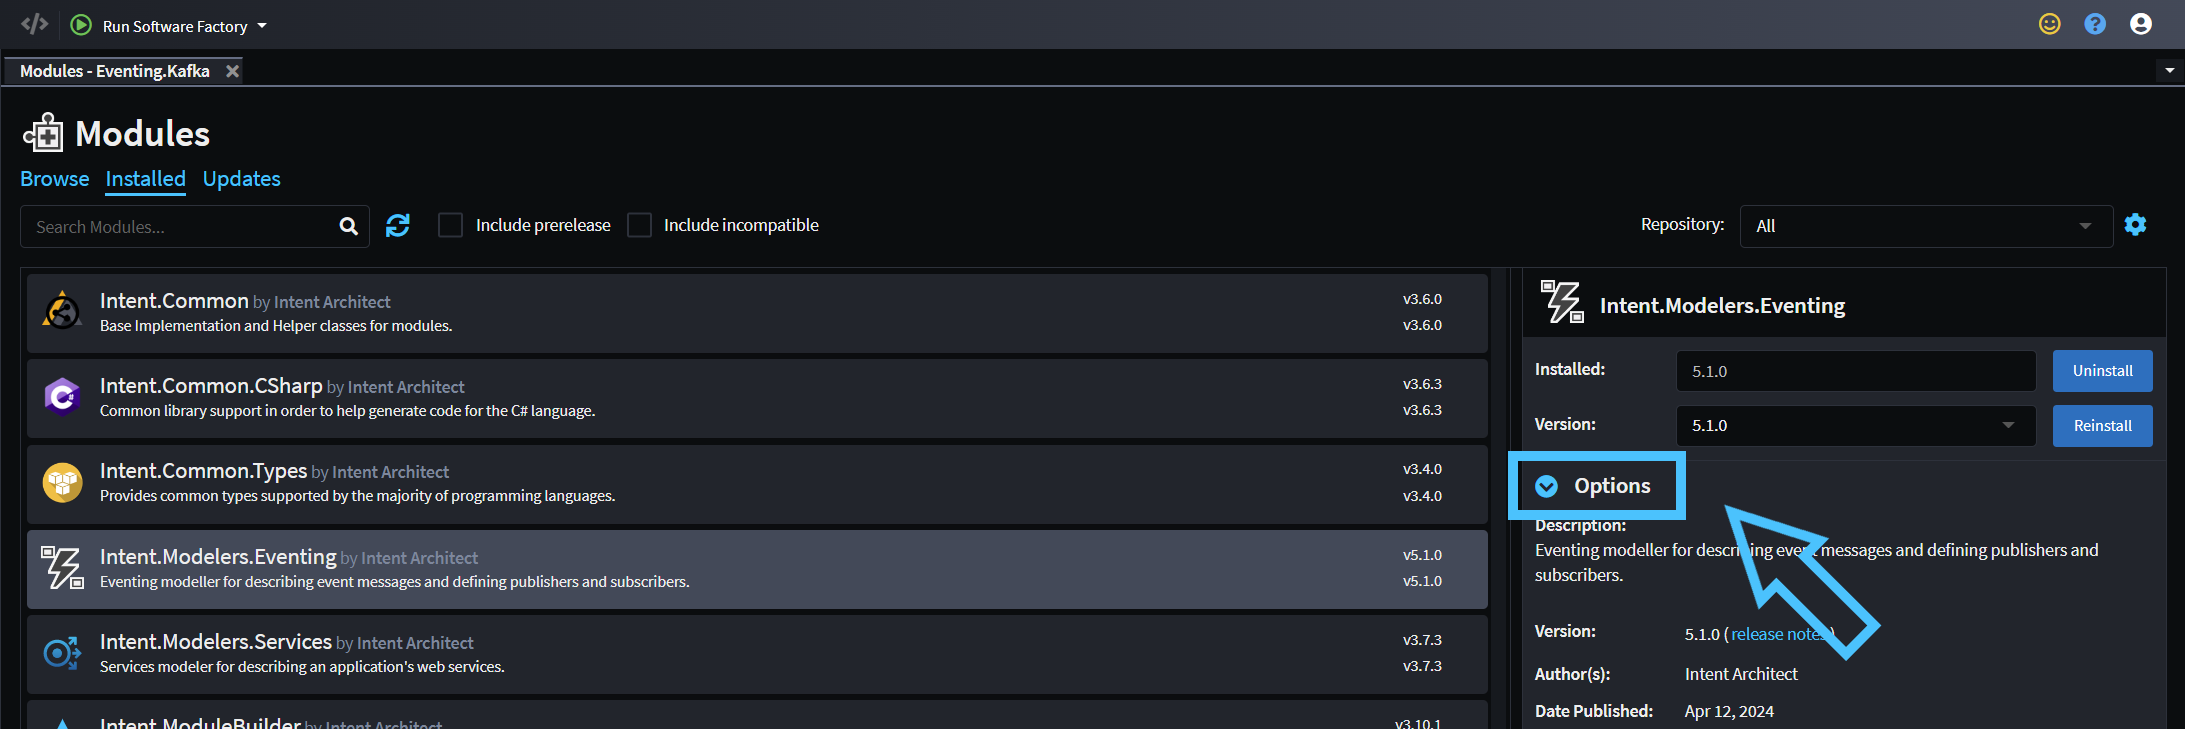 Run Software Factory
Modules - Eventing.Kafka
Modules
Browse Installed Updates
Search Modules...
Include prerelease
Include incompatible
Repository:
All
Intent.Common by Intent Architect
Base Implementation and Helper classes for modules.
v3.6.0
v3.6.0
Intent.Common.CSharp by Intent Architect
Common library support in order to help generate code for the C# language.
v3.6.3
v3.6.3
Intent.Common.Types by Intent Architect
Provides common types supported by the majority of programming languages.
v3.4.0
v3.4.0
Intent.Modelers.Eventing by Intent Architect
Eventing modeller for describing event messages and defining publishers and subscribers.
v5.1.0
v5.1.0
Intent.Modelers.Services by Intent Architect
Services modeler for describing an application's web services.
v3.7.3
v3.7.3
Intent.ModuleBuilder by Intent Architect
v3.10.1
Intent.Modelers.Eventing
Installed:
5.1.0
Uninstall
Version:
5.1.0
Reinstall
Options
Description:
Eventing modeller for describing event messages and defining publishers and
subscribers.
Version:
5.1.0 (release notes)
Author(s):
Intent Architect
Date Published:
Apr 12, 2024